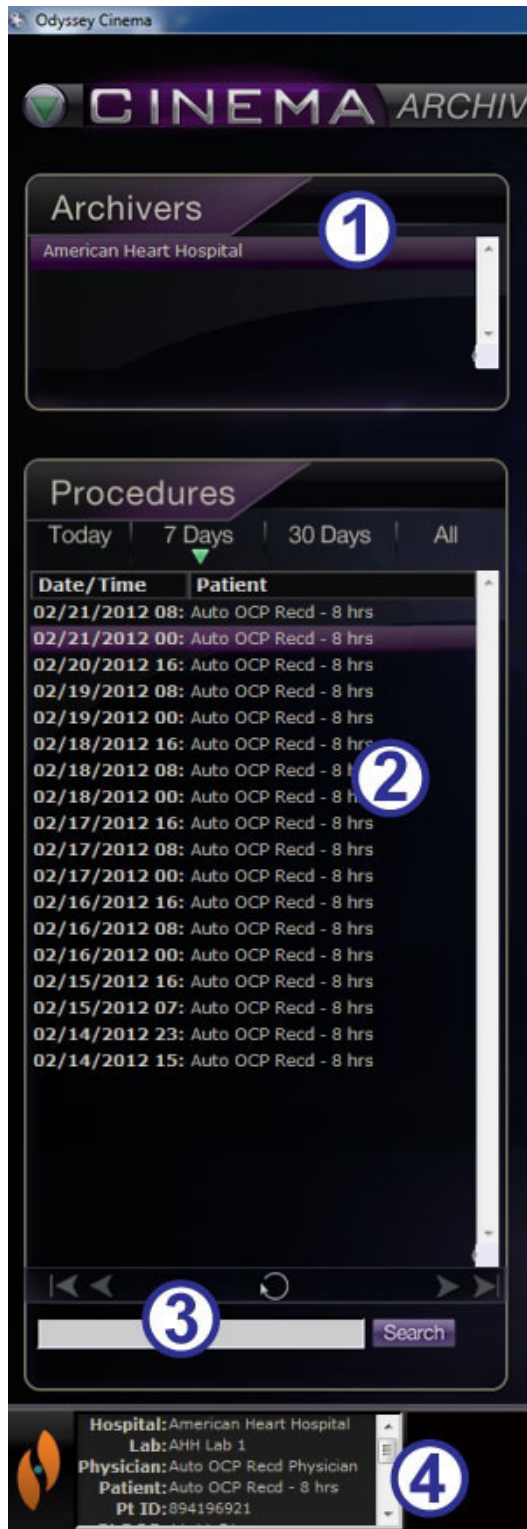 Odyssey Cinema
CINEMA ARCHIV
Archivers
1
American Heart Hospital
Procedures
Today 7 Days 30 Days All
Date/Time Patient
02/21/2012 08: Auto OCP Recd - 8 hrs
02/21/2012 00: Auto OCP Recd - 8 hrs
02/20/2012 16: Auto OCP Recd - 8 hrs
02/19/2012 08: Auto OCP Recd - 8 hrs
02/19/2012 00: Auto OCP Recd - 8 hrs
02/18/2012 16: Auto OCP Recd - 8 hrs
02/18/2012 08: Auto OCP Recd - 8
2
02/18/2012 00: Auto OCP Recd - 8 h
02/17/2012 16: Auto OCP Recd - 8 hrs
02/17/2012 08: Auto OCP Recd - 8 hrs
02/17/2012 00: Auto OCP Recd - 8 hrs
02/16/2012 16: Auto OCP Recd - 8 hrs
02/16/2012 08: Auto OCP Recd - 8 hrs
02/16/2012 00: Auto OCP Recd - 8 hrs
02/15/2012 16: Auto OCP Recd - 8 hrs
02/15/2012 07: Auto OCP Recd - 8 hrs
02/14/2012 23: Auto OCP Recd - 8 hrs
02/14/2012 15: Auto OCP Recd - 8 hrs
3
Search
Hospital: American Heart Hospital
Lab: AHH Lab 1
Physician: Auto OCP Recd Physician
4
Patient: Auto OCP Recd - 8 hrs
Pt ID: 894196921